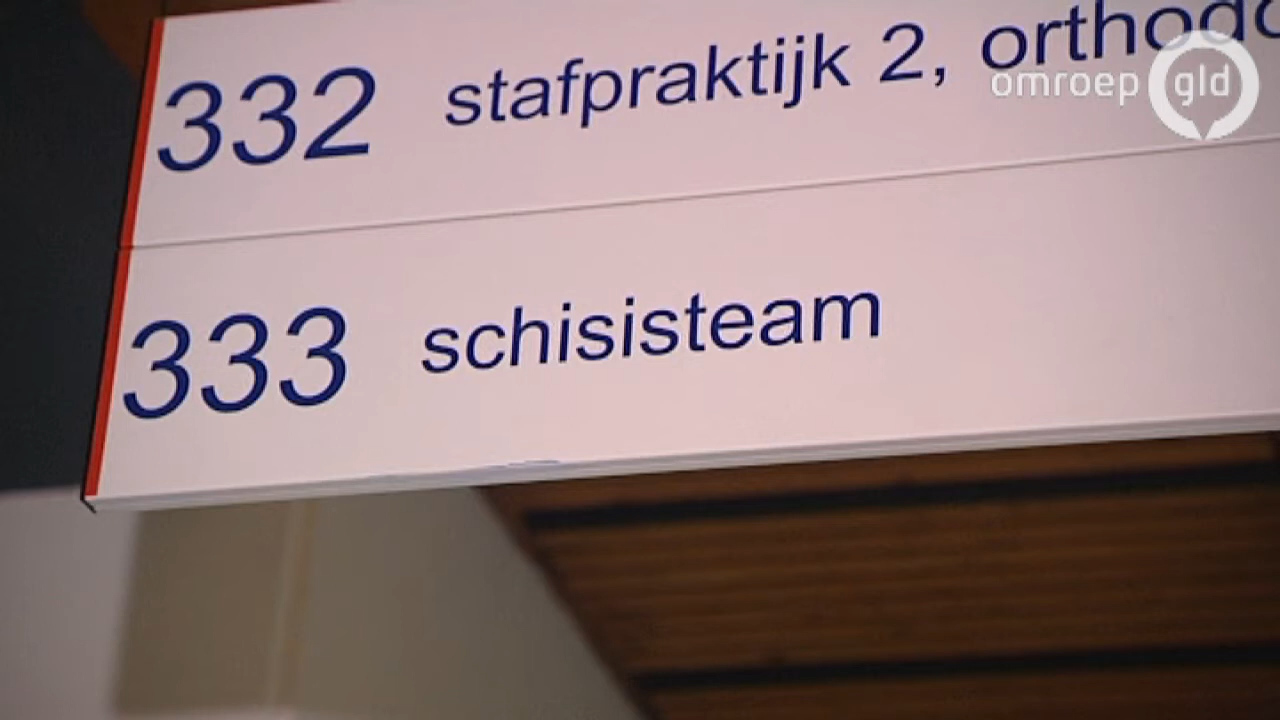 332 stafpraktijk 2,
omroep gld
333 schisisteam